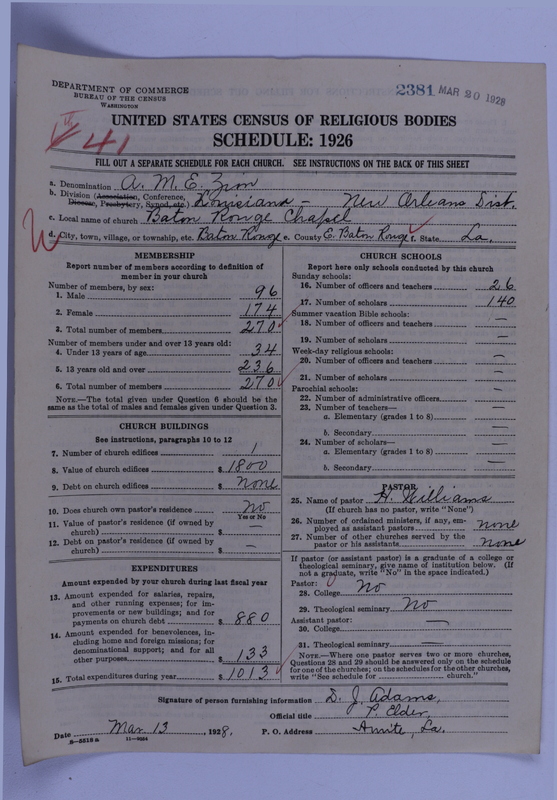 DEPARTMENT OF COMMERCE
BUREAU OF THE CENSUS
WASHINGTON
2381 MAR 20 1928
41
UNITED STATES CENSUS OF RELIGIOUS BODIES
SCHEDULE: 1926
FILL OUT A SEPARATE SCHEDULE FOR EACH CHURCH. SEE INSTRUCTIONS ON THE BACK OF THIS SHEET
a. Denomination A. M. E. Zion
b. Division (Association, Conference, Diocese, Presbytery, Synod, etc.) Louisiana - New Orleans Dist.
c. Local name of church Baton Rouge Chapel
d. City, town, village, or township, etc. Baton Rouge e. County E. Baton Rouge f. State La.
MEMBERSHIP
Report number of members according to definition of
member in your church
Number of members, by sex:
1. Male 96
2. Female 174
3. Total number of members 270
Number of members under and over 13 years old:
4. Under 13 years of age 34
5. 13 years old and over 236
6. Total number of members 270
NOTE.—The total given under Question 6 should be
same as the total of males and females given under Question 3.
CHURCH BUILDINGS
See instructions, paragraphs 10 to 12
7. Number of church edifices 1
8. Value of church edifices $ 1800
9. Debt on church edifices $ none
10. Does church own pastor's residence? No
Yes or No
11. Value of pastor's residence (if owned by
church) $ —
12. Debt on pastor's residence (if owned by
church) $ —
EXPENDITURES
Amount expended by your church during last fiscal year
13. Amount expended for salaries, repairs,
and other running expenses; for im-
provements or new buildings; and for
payments on church debt $ 880
14. Amount expended for benevolences, in-
cluding home and foreign missions; for
denominational support; and for all
other purposes $ 133
15. Total expenditures during year $ 1013
CHURCH SCHOOLS
Report here only schools conducted by this church
Sunday schools:
16. Number of officers and teachers 26
17. Number of scholars 140
Summer vacation Bible schools:
18. Number of officers and teachers —
19. Number of scholars —
Week-day religious schools:
20. Number of officers and teachers —
21. Number of scholars —
Parochial schools:
22. Number of administrative officers —
23. Number of teachers—
a. Elementary (grades 1 to 8) —
b. Secondary —
24. Number of scholars—
a. Elementary (grades 1 to 8) —
b. Secondary —
PASTOR
25. Name of pastor H. Williams
(If church has no pastor, write "None")
26. Number of ordained ministers, if any, em-
ployed as assistant pastors none
27. Number of other churches served by the
pastor or his assistants none
If pastor (or assistant pastor) is a graduate of a college or
theological seminary, give name of institution below. (If
not a graduate, write "No" in the space indicated.)
Pastor:
28. College No
29. Theological seminary No
Assistant pastor:
30. College —
31. Theological seminary —
NOTE.—Where one pastor serves two or more churches,
Questions 28 and 29 should be answered only on the schedule
for one of the churches; on the schedules for the other churches,
write "See schedule for ________ church."
Signature of person furnishing information D. J. Adams,
Official title P. Elder,
Date Mar 13, 1928. P. O. Address Amite, La.
8-5518a 11-9054